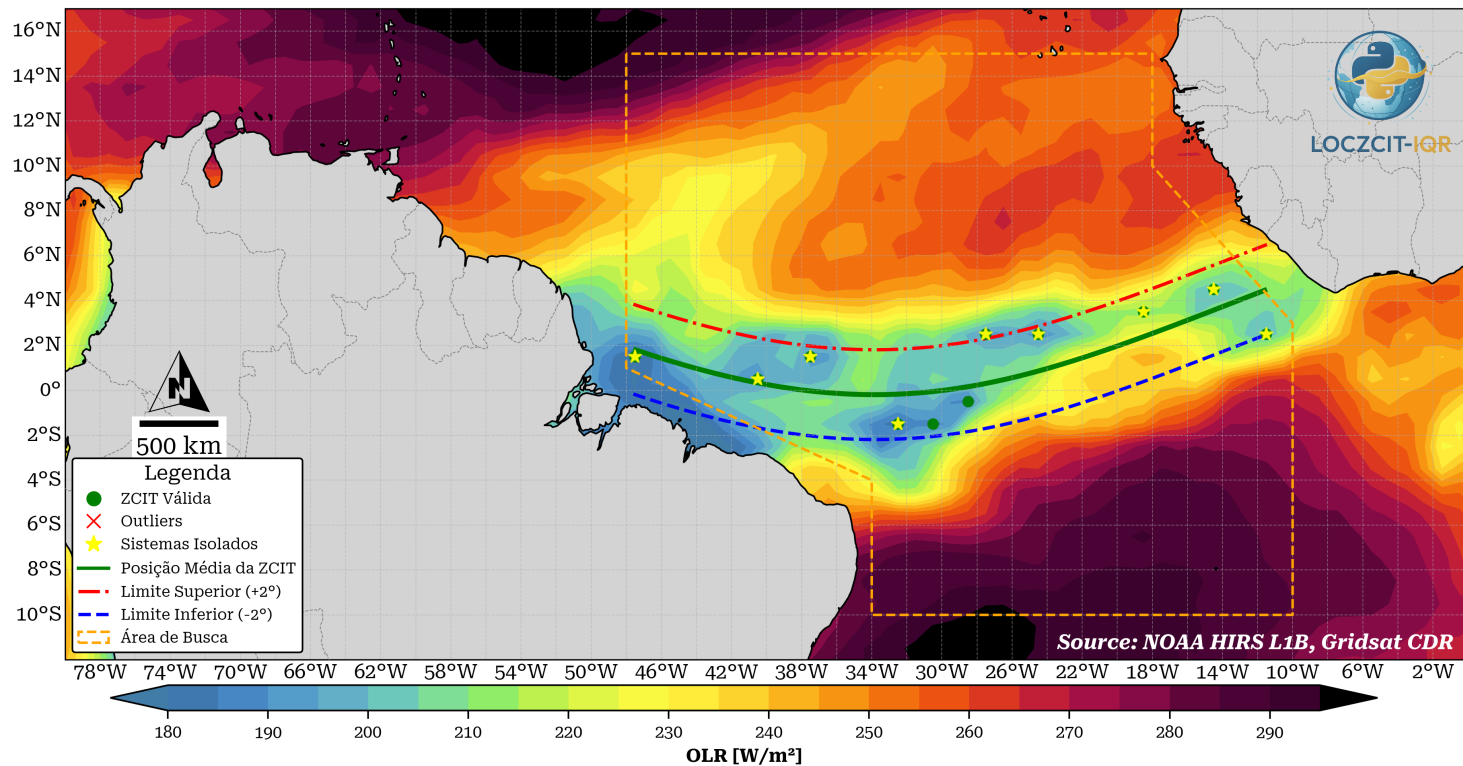 16°N
14°N
12°N
10°N
8°N
6°N
4°N
2°N
0°
2°S
4°S
6°S
8°S
10°S
LOCZCIT-IQR
N
500 km
Legenda
ZCIT Válida
Outliers
Sistemas Isolados
Posição Média da ZCIT
Limite Superior (+2°)
Limite Inferior (-2°)
Área de Busca
Source: NOAA HIRS L1B, Gridsat CDR
78°W 74°W 70°W 66°W 62°W 58°W 54°W 50°W 46°W 42°W 38°W 34°W 30°W 26°W 22°W 18°W 14°W 10°W 6°W 2°W
180 190 200 210 220 230 240 250 260 270 280 290
OLR [W/m²]